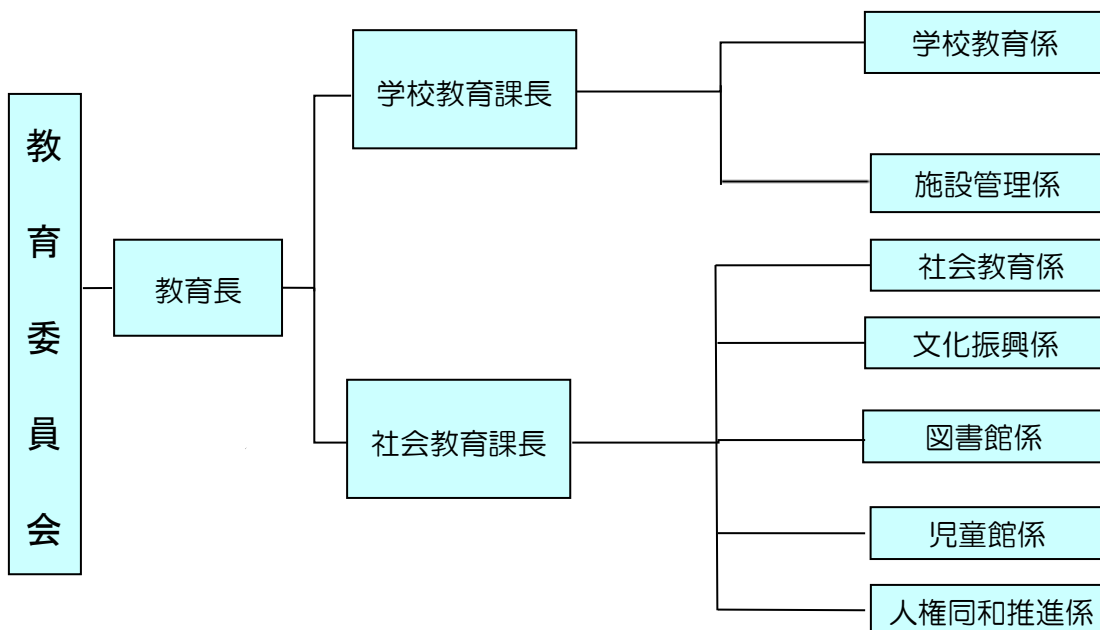 教育委員会
教育長
学校教育課長
学校教育係
施設管理係
社会教育課長
社会教育係
文化振興係
図書館係
児童館係
人権同和推進係